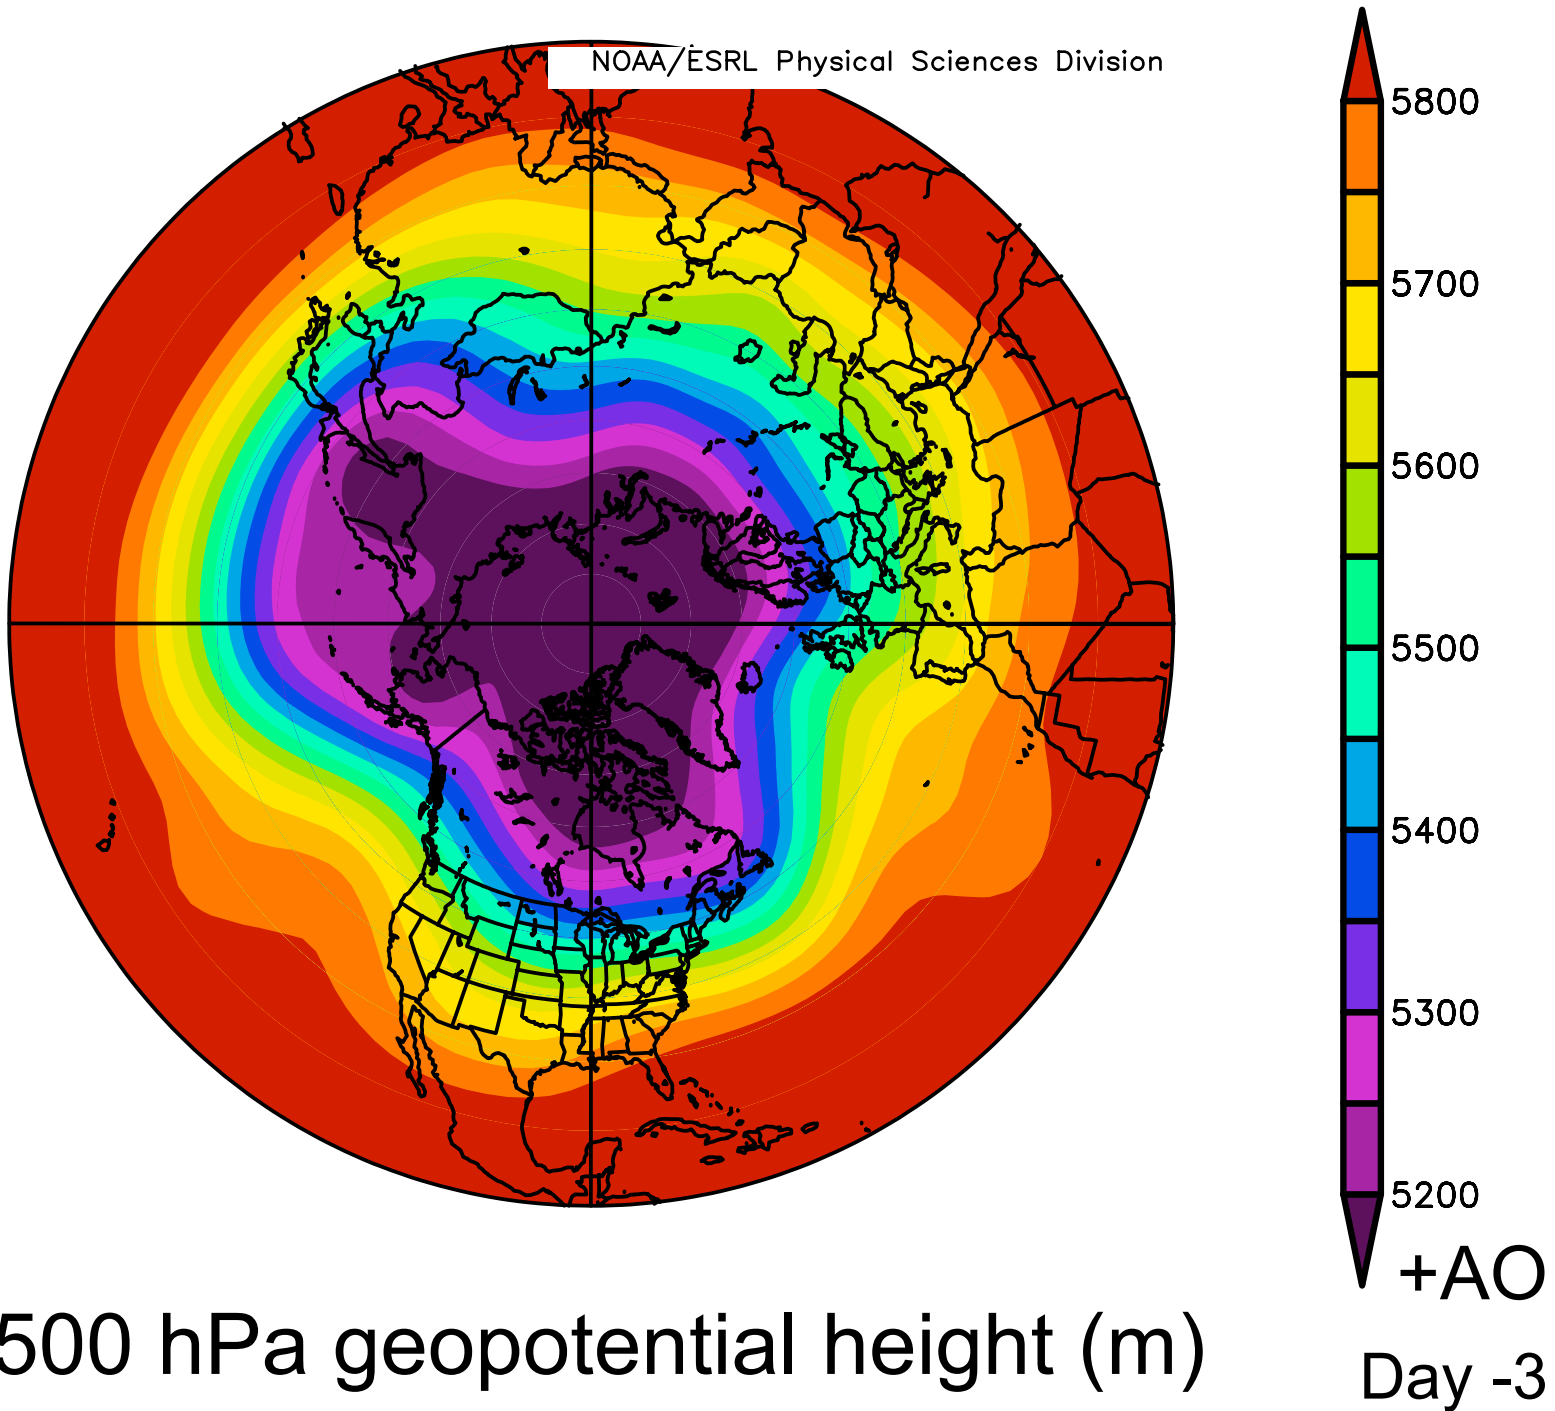 NOAA/ESRL Physical Sciences Division
5800
5700
5600
5500
5400
5300
5200
+AO
500 hPa geopotential height (m)
Day -3